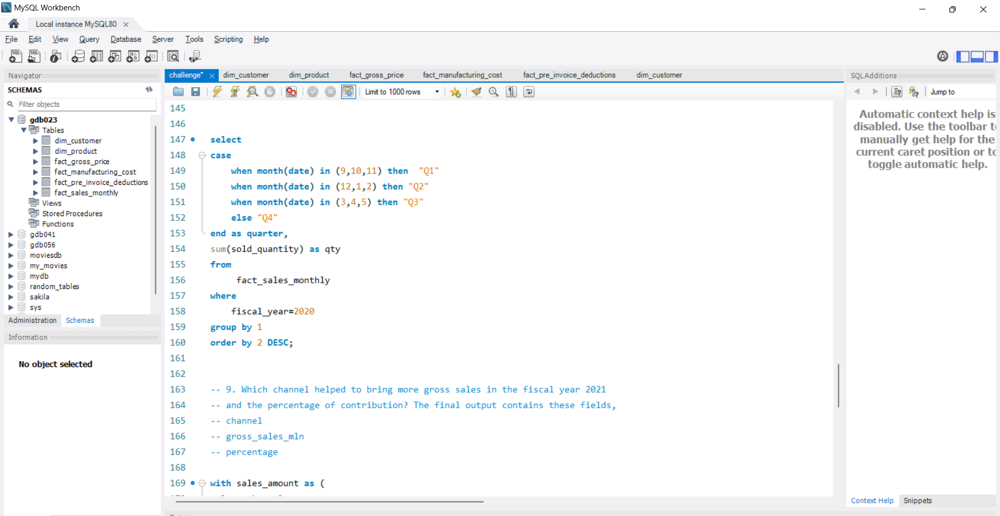 MySQL Workbench
Local instance MySQL80
File Edit View Query Database Server Tools Scripting Help
Navigator
SCHEMAS
Filter objects
gdb023
Tables
dim_customer
dim_product
fact_gross_price
fact_manufacturing_cost
fact_pre_invoice_deductions
fact_sales_monthly
Views
Stored Procedures
Functions
gdb041
gdb056
moviesdb
my_movies
mydb
random_tables
sakila
sys
Administration Schemas
Information
No object selected
challenge* dim_customer dim_product fact_gross_price fact_manufacturing_cost fact_pre_invoice_deductions dim_customer
Limit to 1000 rows
145
146
147 select
148 case
149 when month(date) in (9,10,11) then "Q1"
150 when month(date) in (12,1,2) then "Q2"
151 when month(date) in (3,4,5) then "Q3"
152 else "Q4"
153 end as quarter,
154 sum(sold_quantity) as qty
155 from
156 fact_sales_monthly
157 where
158 fiscal_year=2020
159 group by 1
160 order by 2 DESC;
161
162
163 -- 9. Which channel helped to bring more gross sales in the fiscal year 2021
164 -- and the percentage of contribution? The final output contains these fields,
165 -- channel
166 -- gross_sales_mln
167 -- percentage
168
169 with sales_amount as (
SQLAdditions
Jump to
Automatic context help is
disabled. Use the toolbar
manually get help for the
current caret position or
toggle automatic help.
Context Help Snippets